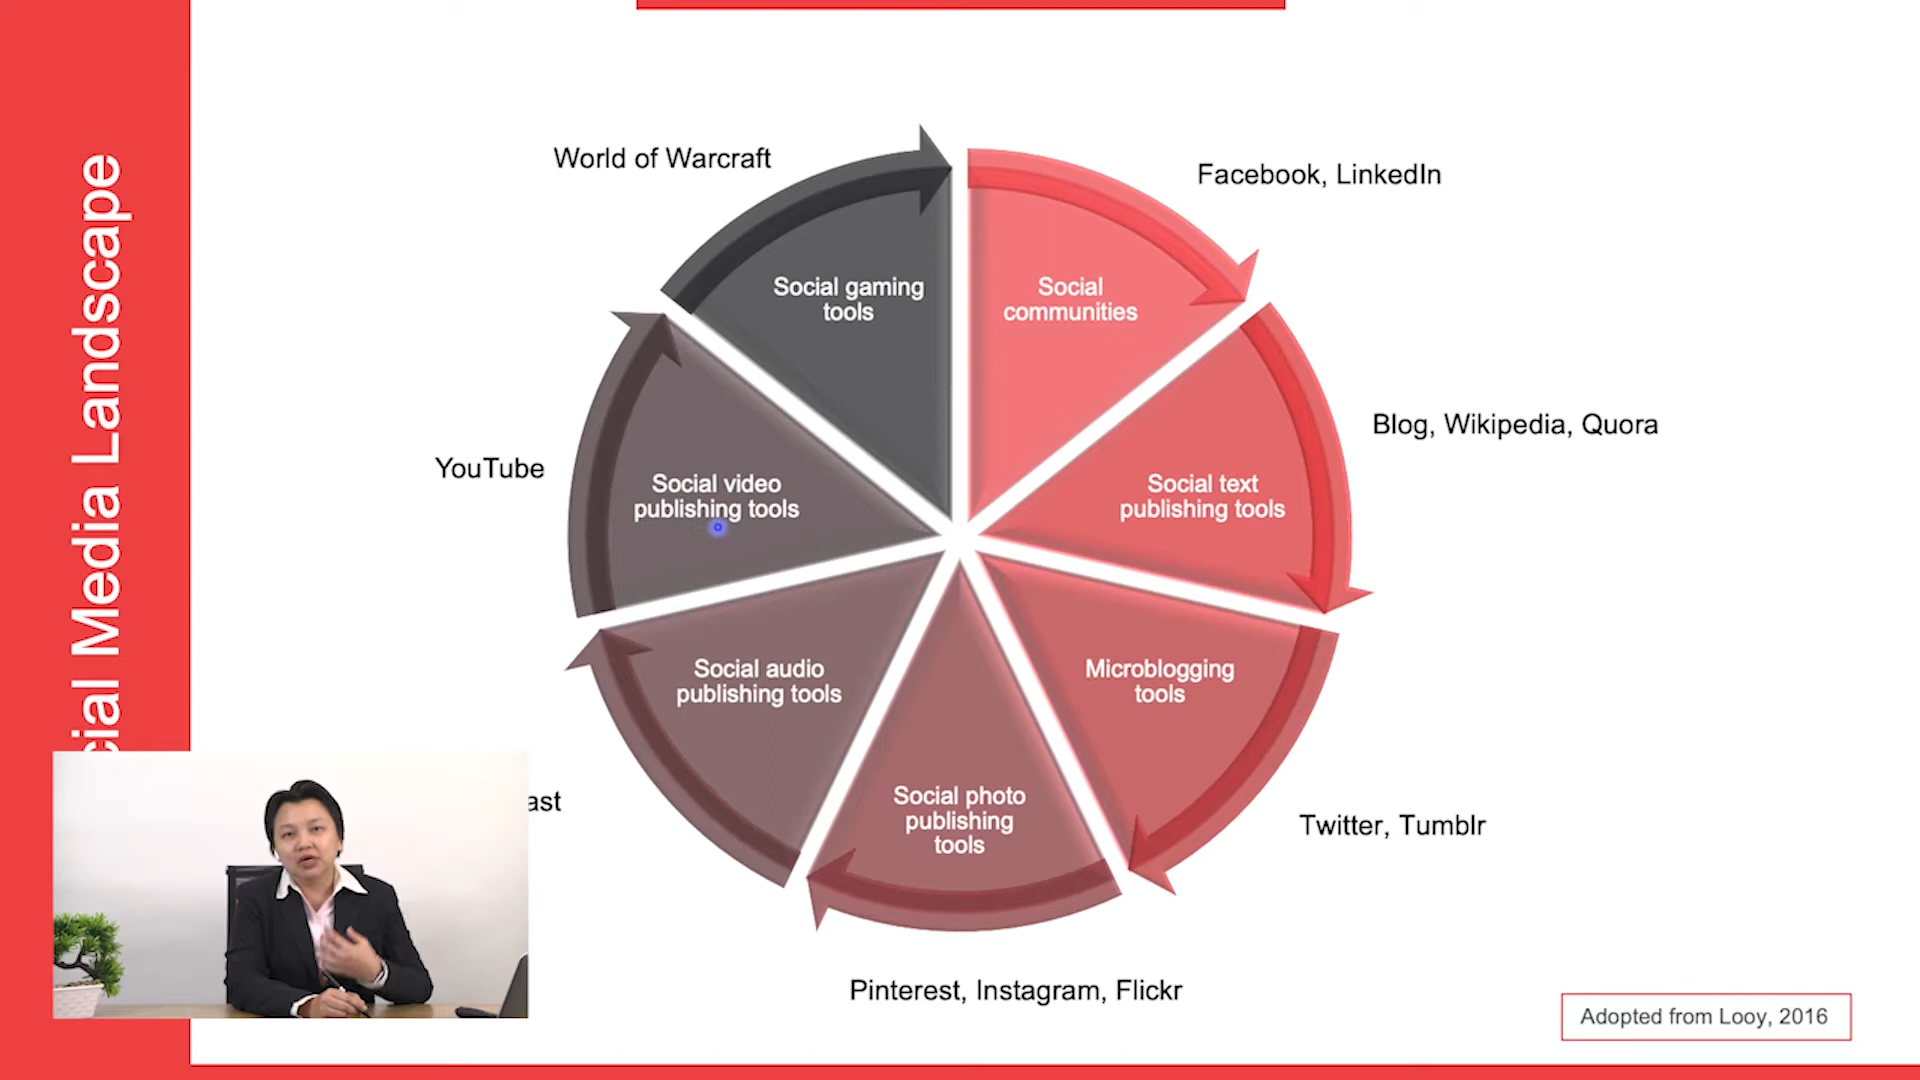 Media Landscape
World of Warcraft
Facebook, LinkedIn
Social gaming
tools
Social
communities
Blog, Wikipedia, Quora
YouTube
Social video
publishing tools
Social text
publishing tools
Social audio
publishing tools
Microblogging
tools
Social photo
publishing
tools
Twitter, Tumblr
Pinterest, Instagram, Flickr
Adopted from Looy, 2016